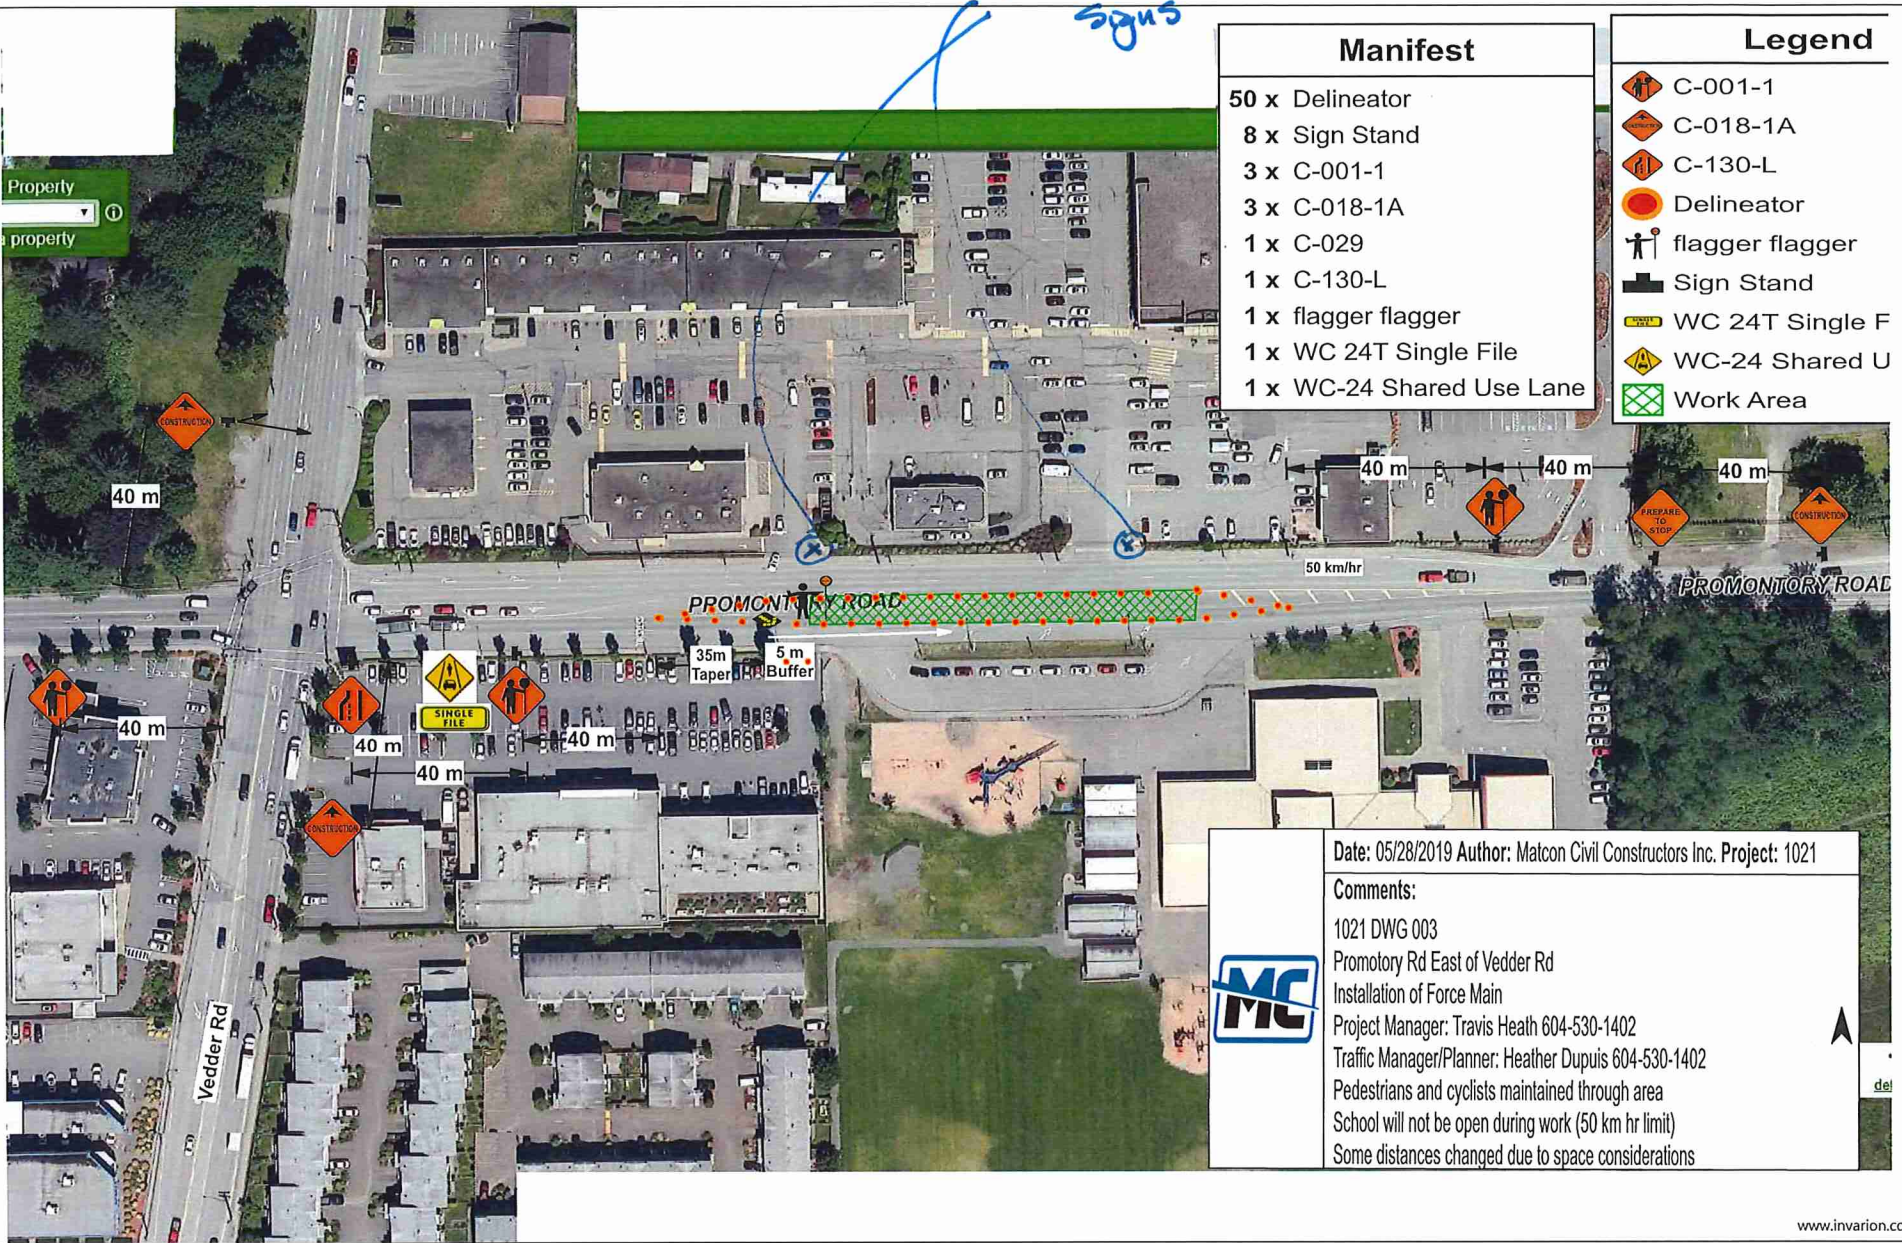 signs
Manifest
50 x Delineator
8 x Sign Stand
3 x C-001-1
3 x C-018-1A
1 x C-029
1 x C-130-L
1 x flagger flagger
1 x WC 24T Single File
1 x WC-24 Shared Use Lane
Legend
C-001-1
CONSTRUCTION
C-018-1A
C-130-L
Delineator
flagger flagger
Sign Stand
SINGLE FILE
WC 24T Single F
WC-24 Shared U
Work Area
Property
a property
CONSTRUCTION
40 m
40 m
40 m
40 m
PREPARE
TO
STOP
CONSTRUCTION
50 km/hr
PROMONTORY ROAD
PROMONTORY ROAD
35m
Taper
5 m
Buffer
SINGLE
FILE
40 m
40 m
40 m
40 m
CONSTRUCTION
Vedder Rd
MC
Date: 05/28/2019 Author: Matcon Civil Constructors Inc. Project: 1021
Comments:
1021 DWG 003
Promotory Rd East of Vedder Rd
Installation of Force Main
Project Manager: Travis Heath 604-530-1402
Traffic Manager/Planner: Heather Dupuis 604-530-1402
Pedestrians and cyclists maintained through area
School will not be open during work (50 km hr limit)
Some distances changed due to space considerations
del
www.invarion.co